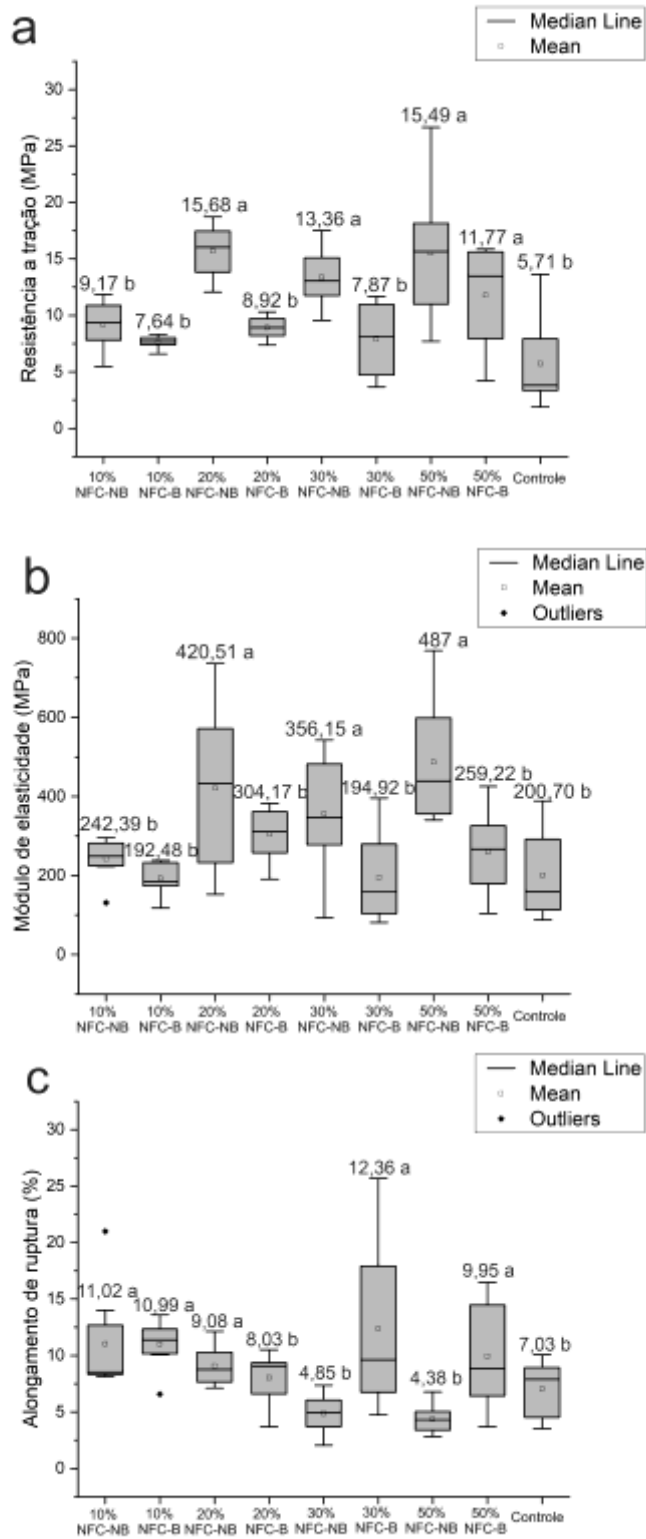 a
Median Line
Mean
Resistência a tração (MPa)
30
25
20
15
10
5
0
9,17 b
7,64 b
15,68 a
8,92 b
13,36 a
7,87 b
15,49 a
11,77 a
5,71 b
10% NFC-NB
10% NFC-B
20% NFC-NB
20% NFC-B
30% NFC-NB
30% NFC-B
50% NFC-NB
50% NFC-B
Controle
b
Median Line
Mean
Outliers
Módulo de elasticidade (MPa)
800
600
400
200
0
242,39 b
192,48 b
420,51 a
304,17 b
356,15 a
194,92 b
487 a
259,22 b
200,70 b
10% NFC-NB
10% NFC-B
20% NFC-NB
20% NFC-B
30% NFC-NB
30% NFC-B
50% NFC-NB
50% NFC-B
Controle
c
Median Line
Mean
Outliers
Alongamento de ruptura (%)
30
25
20
15
10
5
0
11,02 a
10,99 a
9,08 a
8,03 b
4,85 b
12,36 a
4,38 b
9,95 a
7,03 b
10% NFC-NB
10% NFC-B
20% NFC-NB
20% NFC-B
30% NFC-NB
30% NFC-B
50% NFC-NB
50% NFC-B
Controle